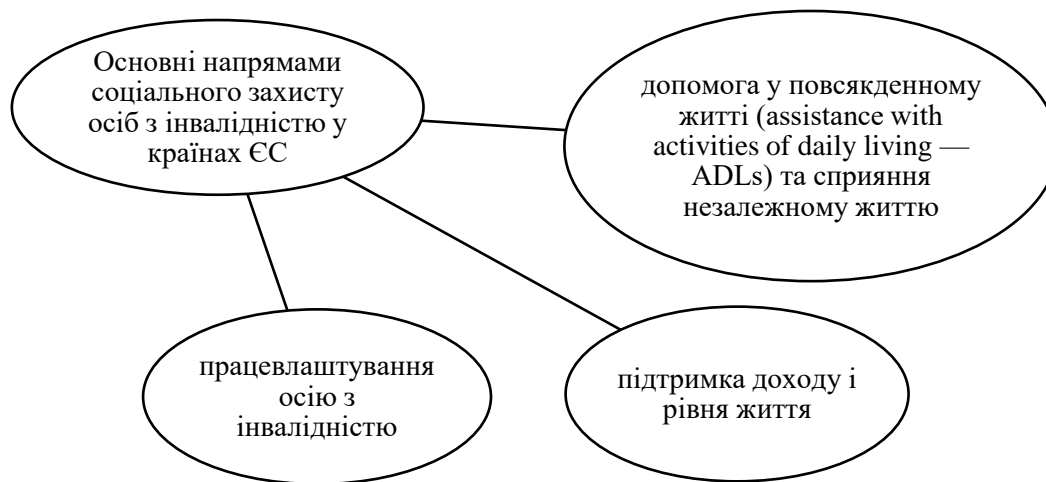 Основні напрямами
соціального захисту
осіб з інвалідністю у
країнах ЄС
допомога у повсякденному
житті (assistance with
activities of daily living —
ADLs) та сприяння
незалежному життю
працевлаштування
осію з
інвалідністю
підтримка доходу і
рівня життя